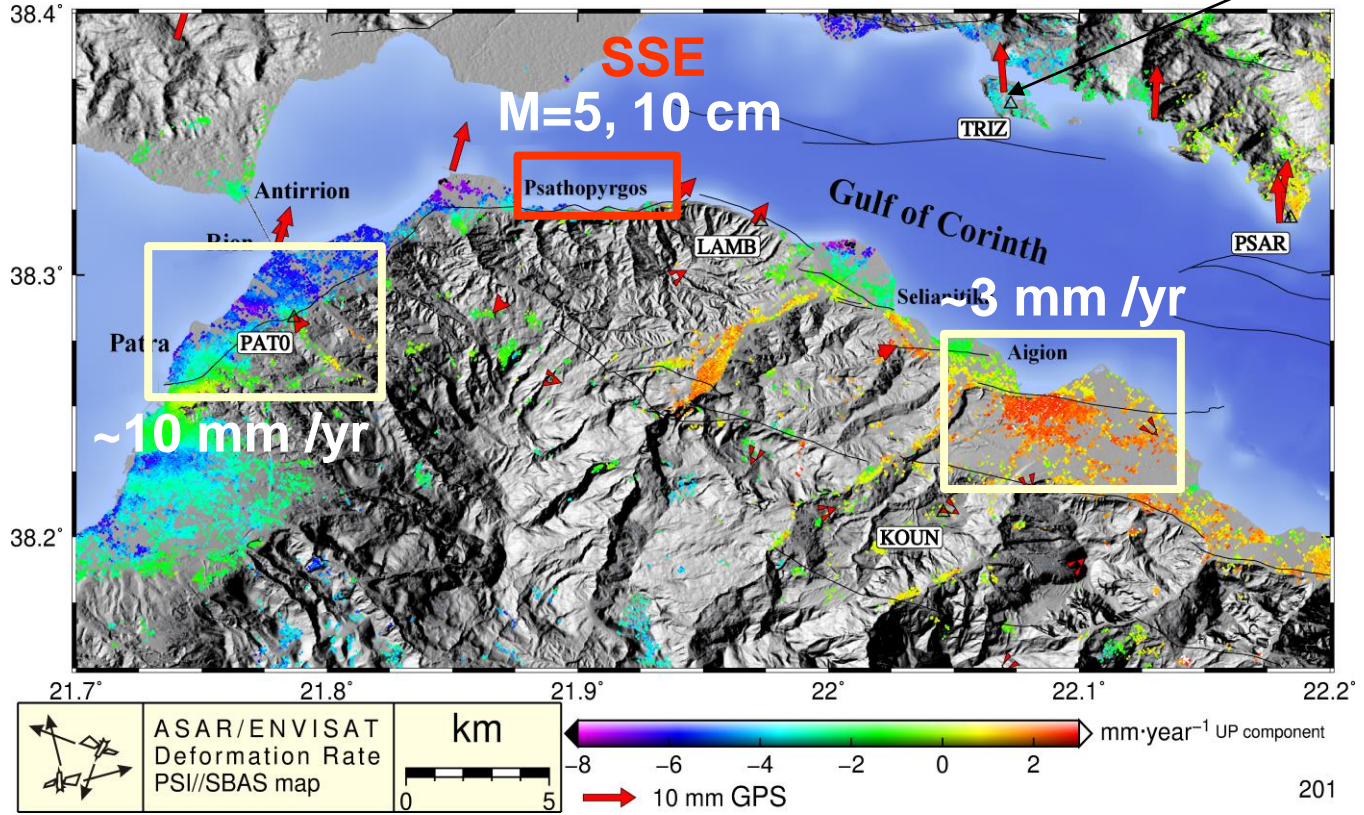 38.4°
SSE
M=5, 10 cm
TRIZ
Antirrion
Psathopyrgos
Gulf of Corinth
LAMB
PSAR
38.3°
Selianitika
~3 mm /yr
Patra
PAT0
Aigion
~10 mm /yr
38.2°
KOUN
21.7°
21.8°
21.9°
22°
22.1°
22.2°
ASAR/ENVISAT
Deformation Rate
PSI//SBAS map
km
0
5
−8
−6
−4
−2
0
2
mm·year⁻¹ UP component
10 mm GPS
201